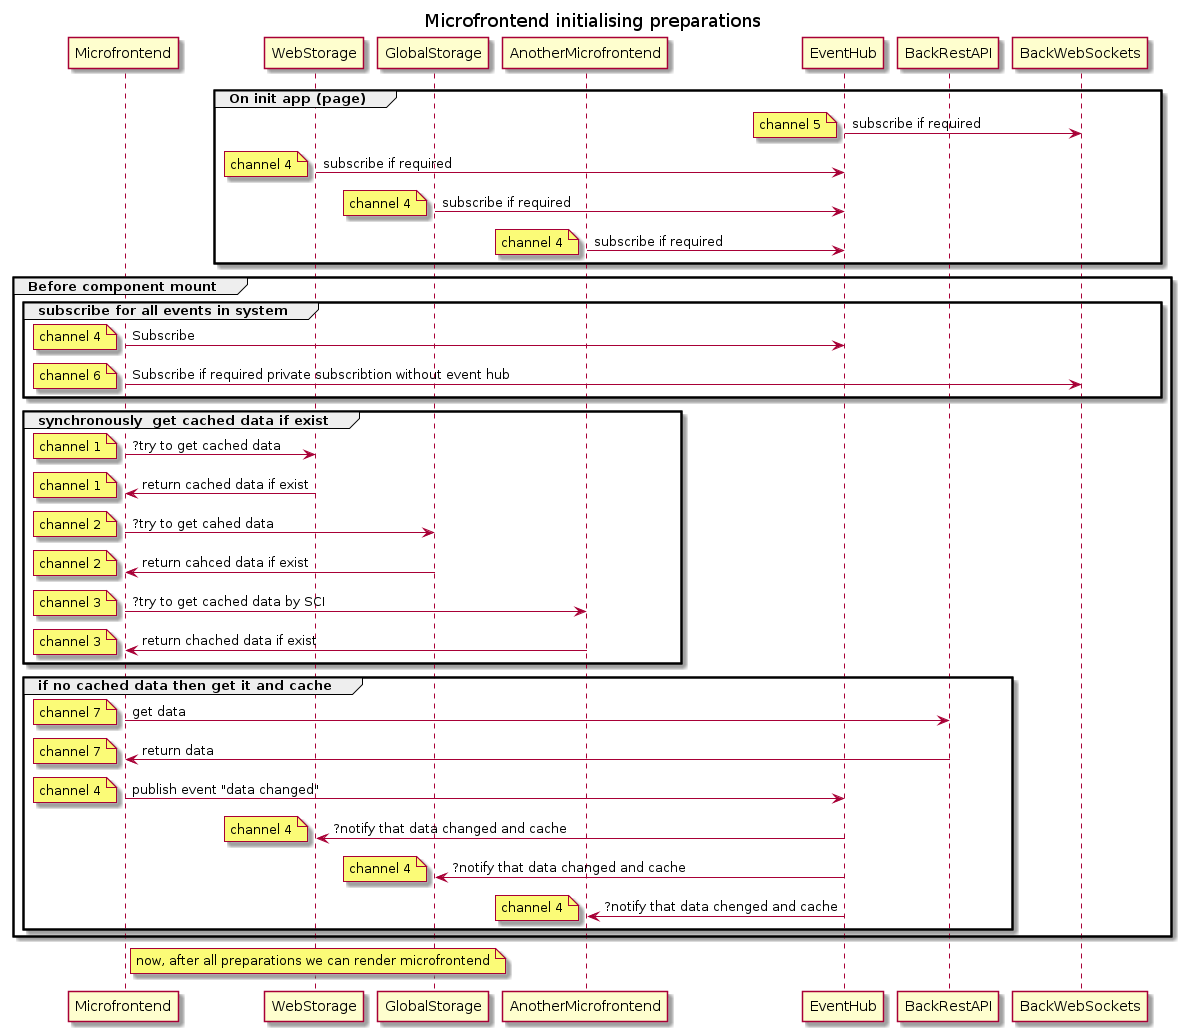 Microfrontend initialising preparations
Microfrontend
WebStorage
GlobalStorage
AnotherMicrofrontend
EventHub
BackRestAPI
BackWebSockets
On init app (page)
channel 5
subscribe if required
channel 4
subscribe if required
channel 4
subscribe if required
channel 4
subscribe if required
Before component mount
subscribe for all events in system
channel 4
Subscribe
channel 6
Subscribe if required private subscribtion without event hub
synchronously  get cached data if exist
channel 1
?try to get cached data
channel 1
return cached data if exist
channel 2
?try to get cahed data
channel 2
return cahced data if exist
channel 3
?try to get cached data by SCI
channel 3
return chached data if exist
if no cached data then get it and cache
channel 7
get data
channel 7
return data
channel 4
publish event "data changed"
channel 4
?notify that data changed and cache
channel 4
?notify that data changed and cache
channel 4
?notify that data chenged and cache
now, after all preparations we can render microfrontend
Microfrontend
WebStorage
GlobalStorage
AnotherMicrofrontend
EventHub
BackRestAPI
BackWebSockets